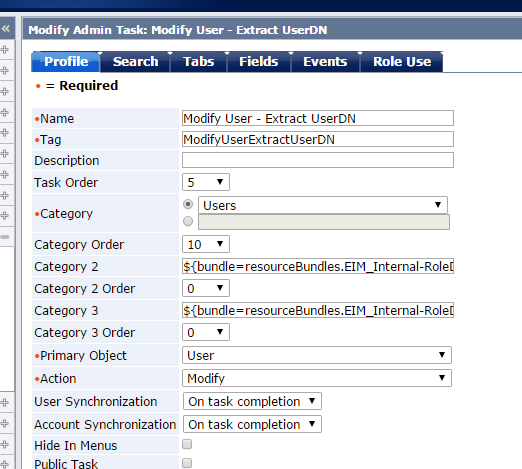 Modify Admin Task: Modify User - Extract UserDN
Profile Search Tabs Fields Events Role Use
• = Required
•Name Modify User - Extract UserDN
•Tag ModifyUserExtractUserDN
Description
Task Order 5
•Category Users
Category Order 10
Category 2 ${bundle=resourceBundles.EIM_Internal-RoleD
Category 2 Order 0
Category 3 ${bundle=resourceBundles.EIM_Internal-RoleD
Category 3 Order 0
•Primary Object User
•Action Modify
User Synchronization On task completion
Account Synchronization On task completion
Hide In Menus
Public Task